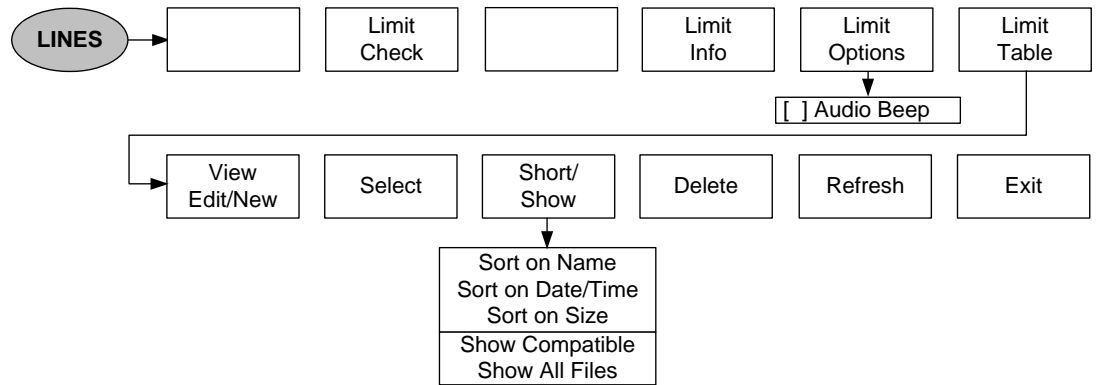 LINES
Limit
Check
Limit
Info
Limit
Options
Limit
Table
[ ] Audio Beep
View
Edit/New
Select
Short/
Show
Delete
Refresh
Exit
Sort on Name
Sort on Date/Time
Sort on Size
Show Compatible
Show All Files